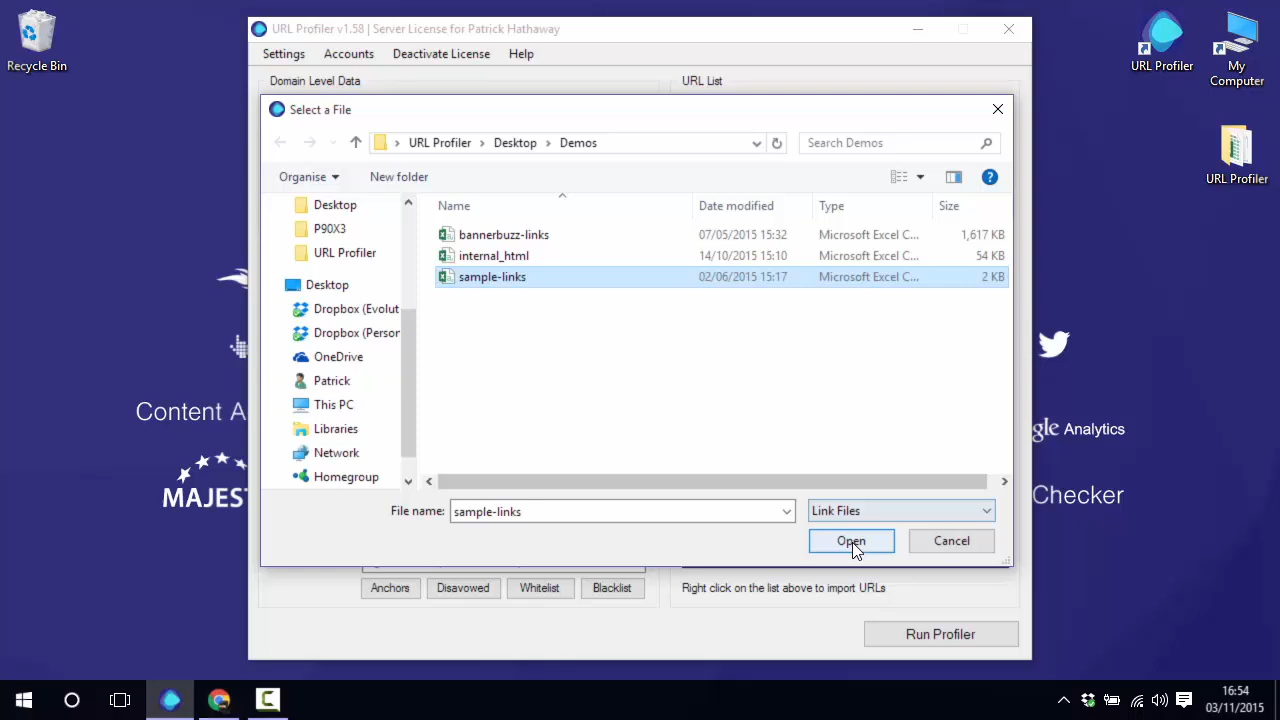 Recycle Bin
URL Profiler v1.58 | Server License for Patrick Hathaway
Settings Accounts Deactivate License Help
Domain Level Data
URL List
Select a File
URL Profiler Desktop Demos
Search Demos
Organise
New folder
Name Date modified Type Size
Desktop
P90X3
URL Profiler
Desktop
Dropbox (Evolut
Dropbox (Person
OneDrive
Patrick
This PC
Libraries
Network
Homegroup
bannerbuzz-links 07/05/2015 15:32 Microsoft Excel C... 1,617 KB
internal_html 14/10/2015 15:10 Microsoft Excel C... 54 KB
sample-links 02/06/2015 15:17 Microsoft Excel C... 2 KB
File name: sample-links
Link Files
Open Cancel
Anchors Disavowed Whitelist Blacklist
Right click on the list above to import URLs
Run Profiler
URL Profiler
My Computer
URL Profiler
Content A
MAJES
gle Analytics
Checker
16:54
03/11/2015